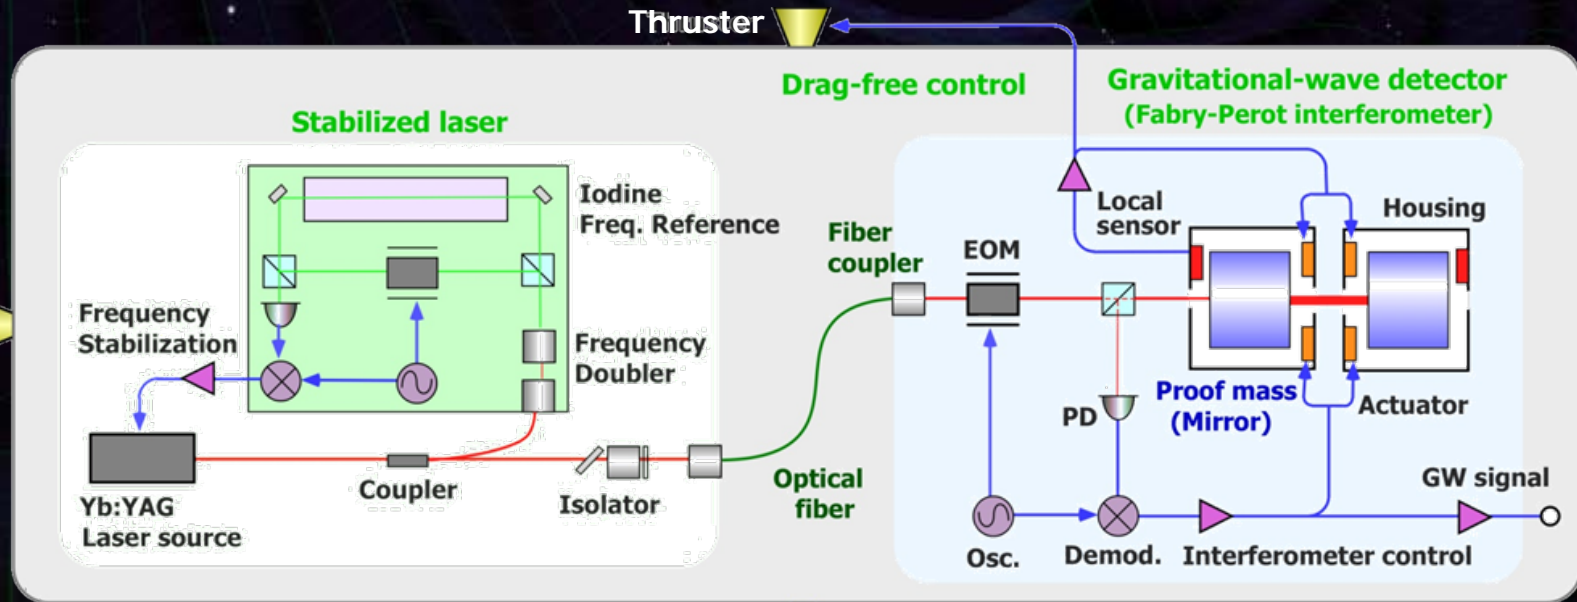 Thruster
Drag-free control
Gravitational-wave detector
(Fabry-Perot interferometer)
Stabilized laser
Iodine
Freq. Reference
Frequency
Stabilization
Frequency
Doubler
Yb:YAG
Laser source
Coupler
Isolator
Optical
fiber
Fiber
coupler
EOM
Local
sensor
Housing
PD
Proof mass
(Mirror)
Actuator
GW signal
Osc.
Demod.
Interferometer control